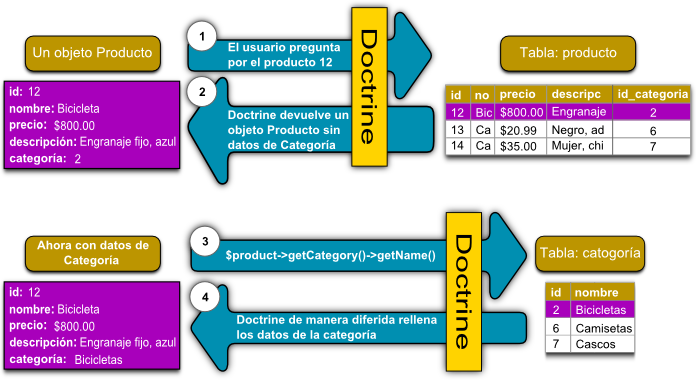 Un objeto Producto
1
El usuario pregunta
por el producto 12
Doctrine
Tabla: producto
id: 12
nombre: Bicicleta
precio: $800.00
descripción: Engranaje fijo, azul
categoría: 2
2
Doctrine devuelve un
objeto Producto sin
datos de Categoría
id no precio descripc id_categoria
12 Bic $800.00 Engranaje 2
13 Ca $20.99 Negro, ad 6
14 Ca $35.00 Mujer, chi 7
Ahora con datos de
Categoría
3
$product->getCategory()->getName()
Doctrine
Tabla: catogoría
id: 12
nombre: Bicicleta
precio: $800.00
descripción: Engranaje fijo, azul
categoría: Bicicletas
4
Doctrine de manera diferida rellena
los datos de la categoría
id nombre
2 Bicicletas
6 Camisetas
7 Cascos